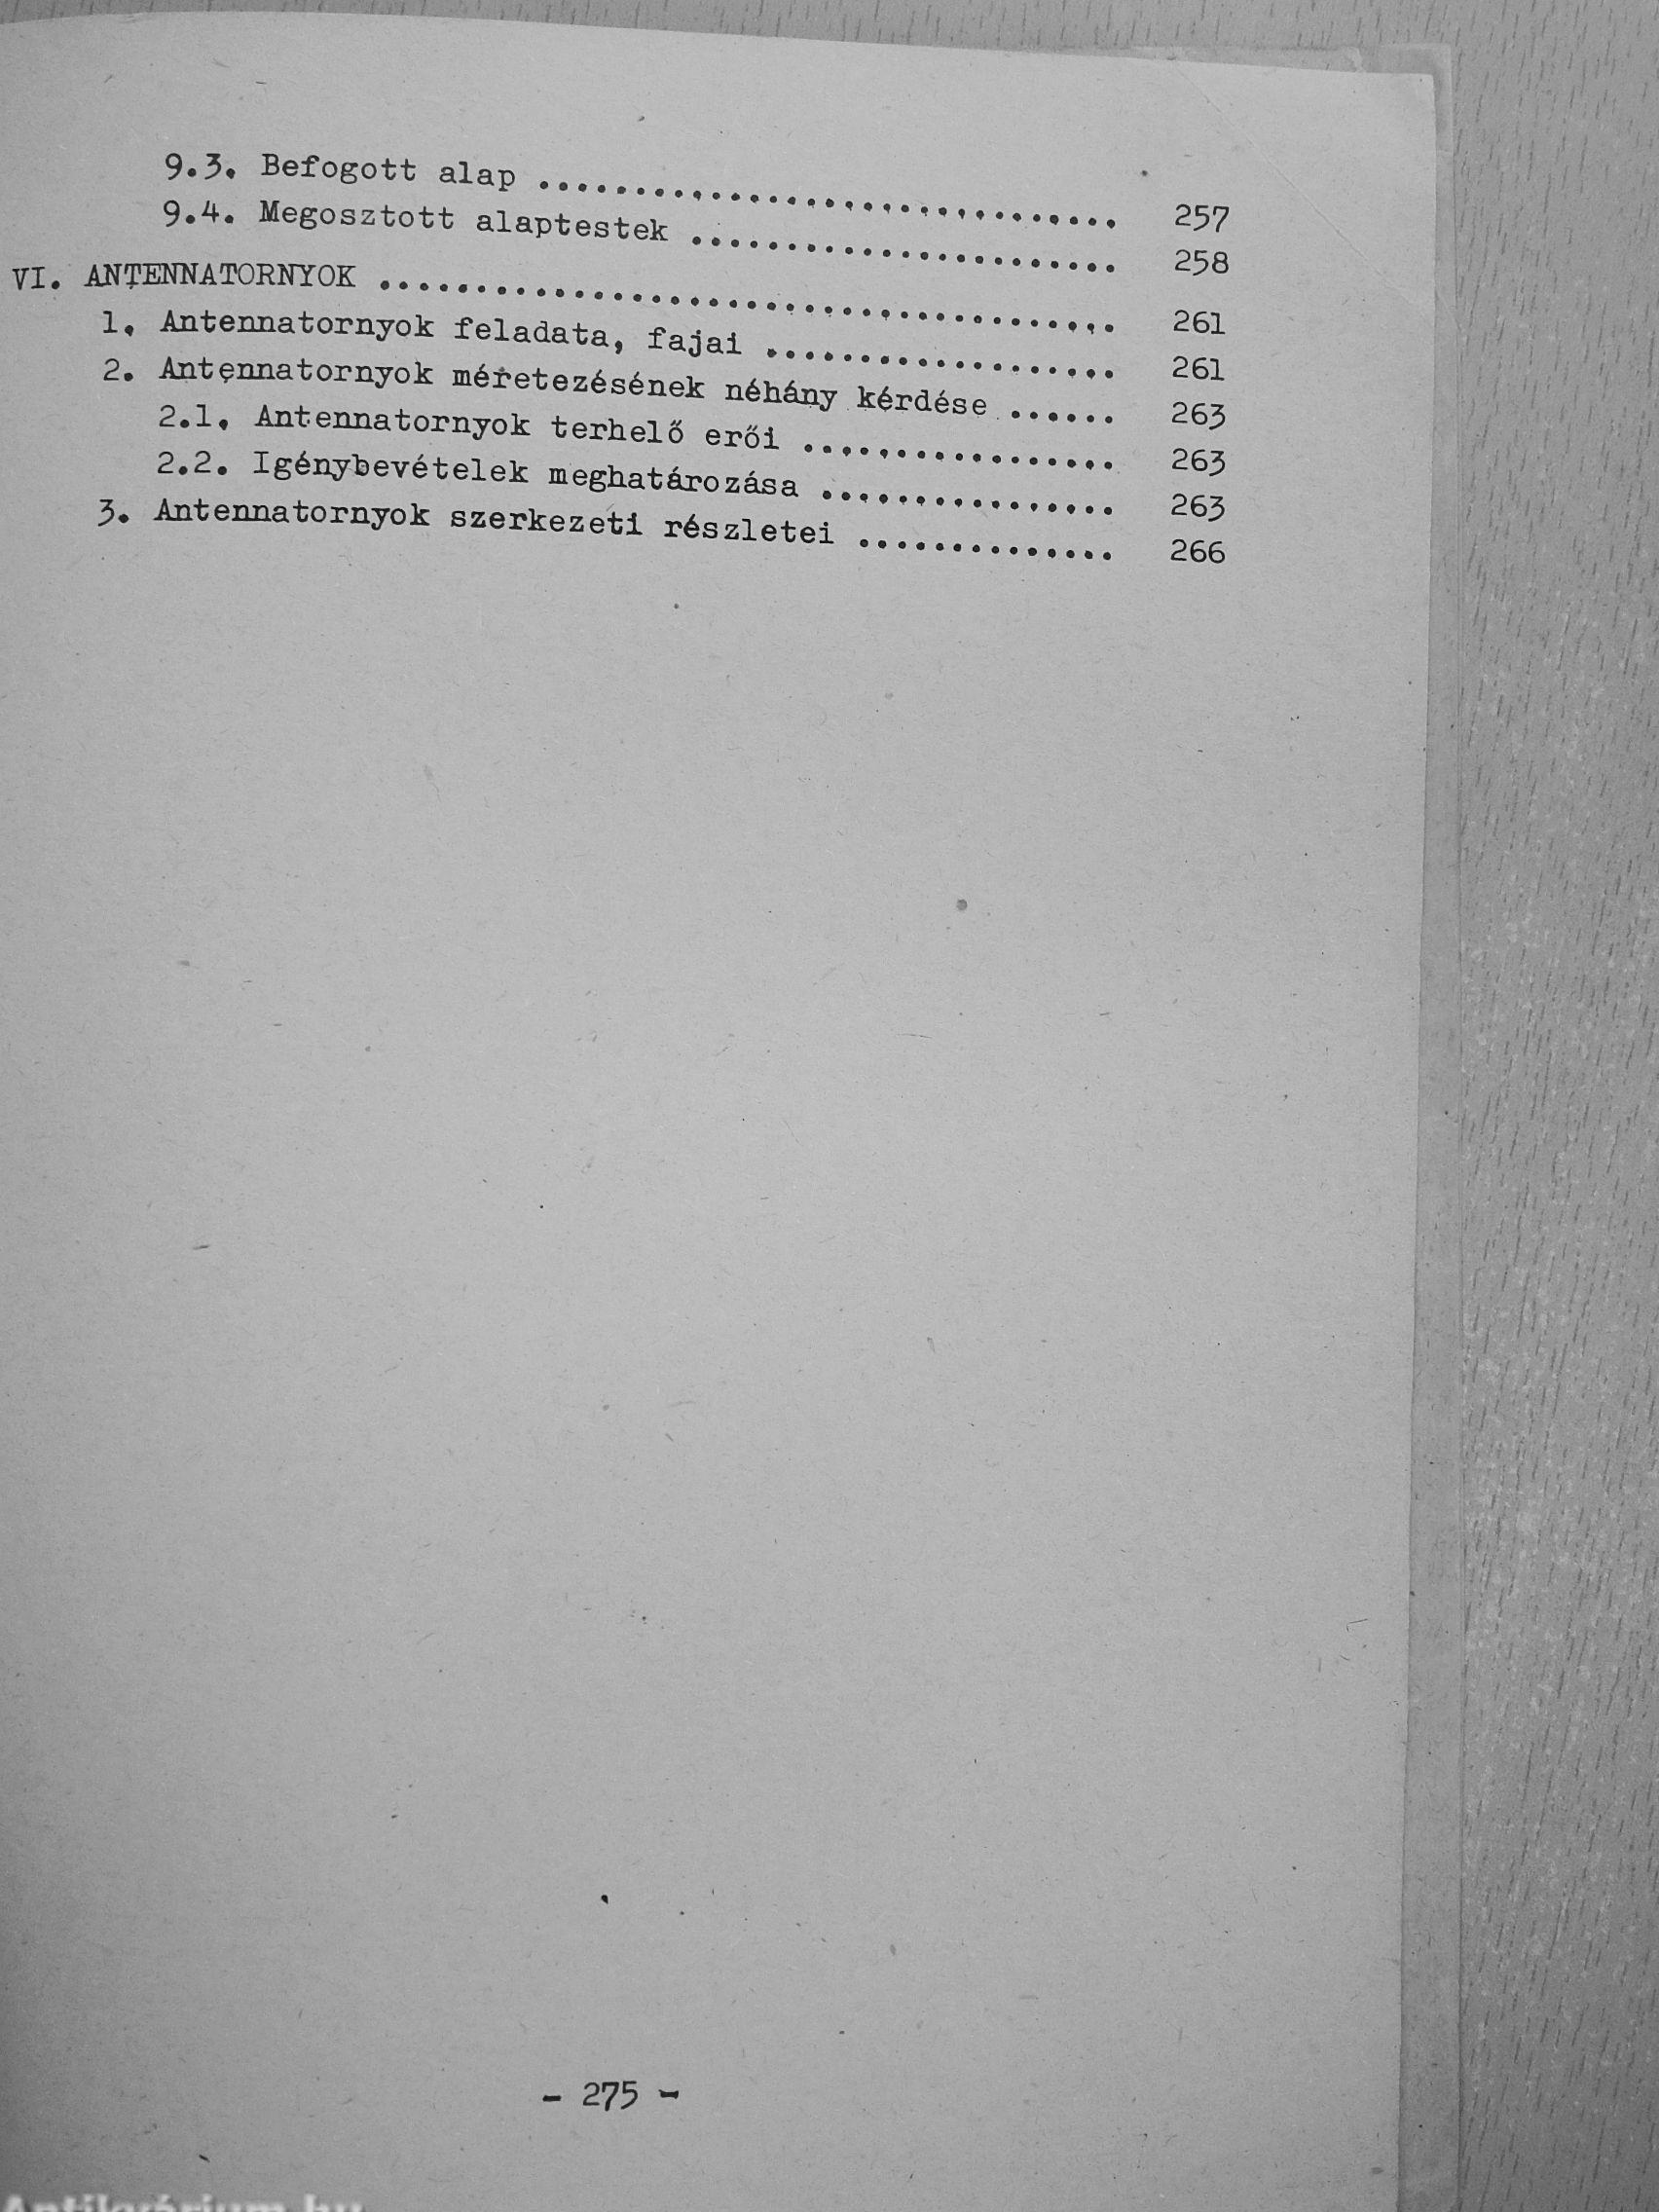 9.3. Befogott alap ............................... 257
9.4. Megosztott alaptestek ....................... 258
VI. ANTENNATORNYOK ...................................... 261
1. Antennatornyok feladata, fajai ................... 261
2. Antennatornyok méretezésének néhány kérdése ...... 263
2.1. Antennatornyok terhelő erői ................. 263
2.2. Igénybevételek meghatározása ................ 263
3. Antennatornyok szerkezeti részletei .............. 266
- 275 -
Antikvárium.hu